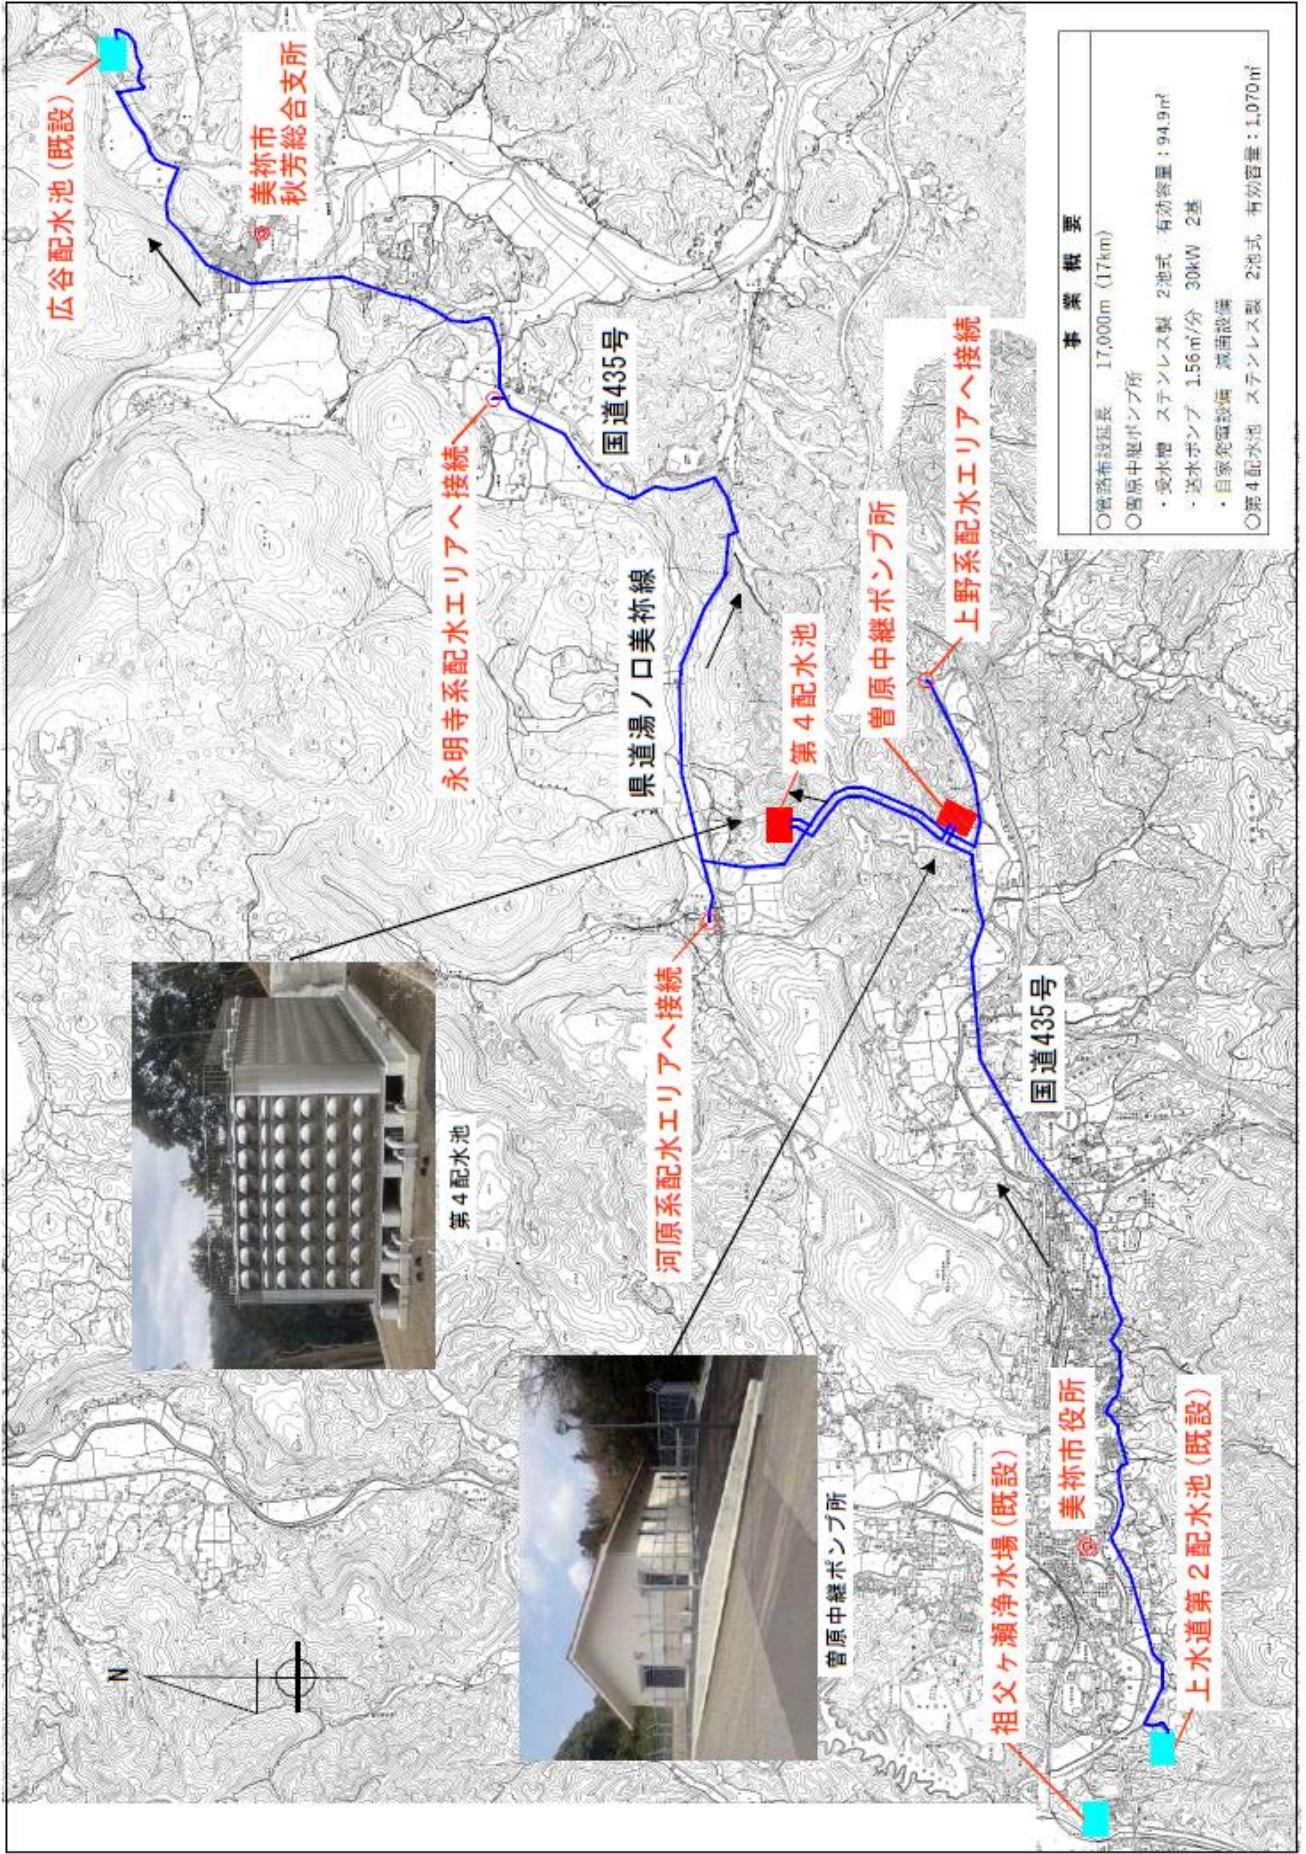 N
広谷配水池(既設)
美祢市
秋芳総合支所
永明寺系配水エリアへ接続
国道435号
県道湯ノ口美祢線
第4配水池
曽原中継ポンプ所
上野系配水エリアへ接続
河原系配水エリアへ接続
国道435号
第4配水池
曽原中継ポンプ所
祖父ヶ瀬浄水場(既設)
美祢市役所
上水道第2配水池(既設)
事業概要
○管路布設延長 17,000m (17km)
○曽原中継ポンプ所
・受水槽 ステンレス製 2池式 有効容量:94.9㎥
・送水ポンプ 1.56㎥/分 30kW 2基
・自家発電設備 滅菌設備
○第4配水池 ステンレス製 2池式 有効容量:1,070㎥